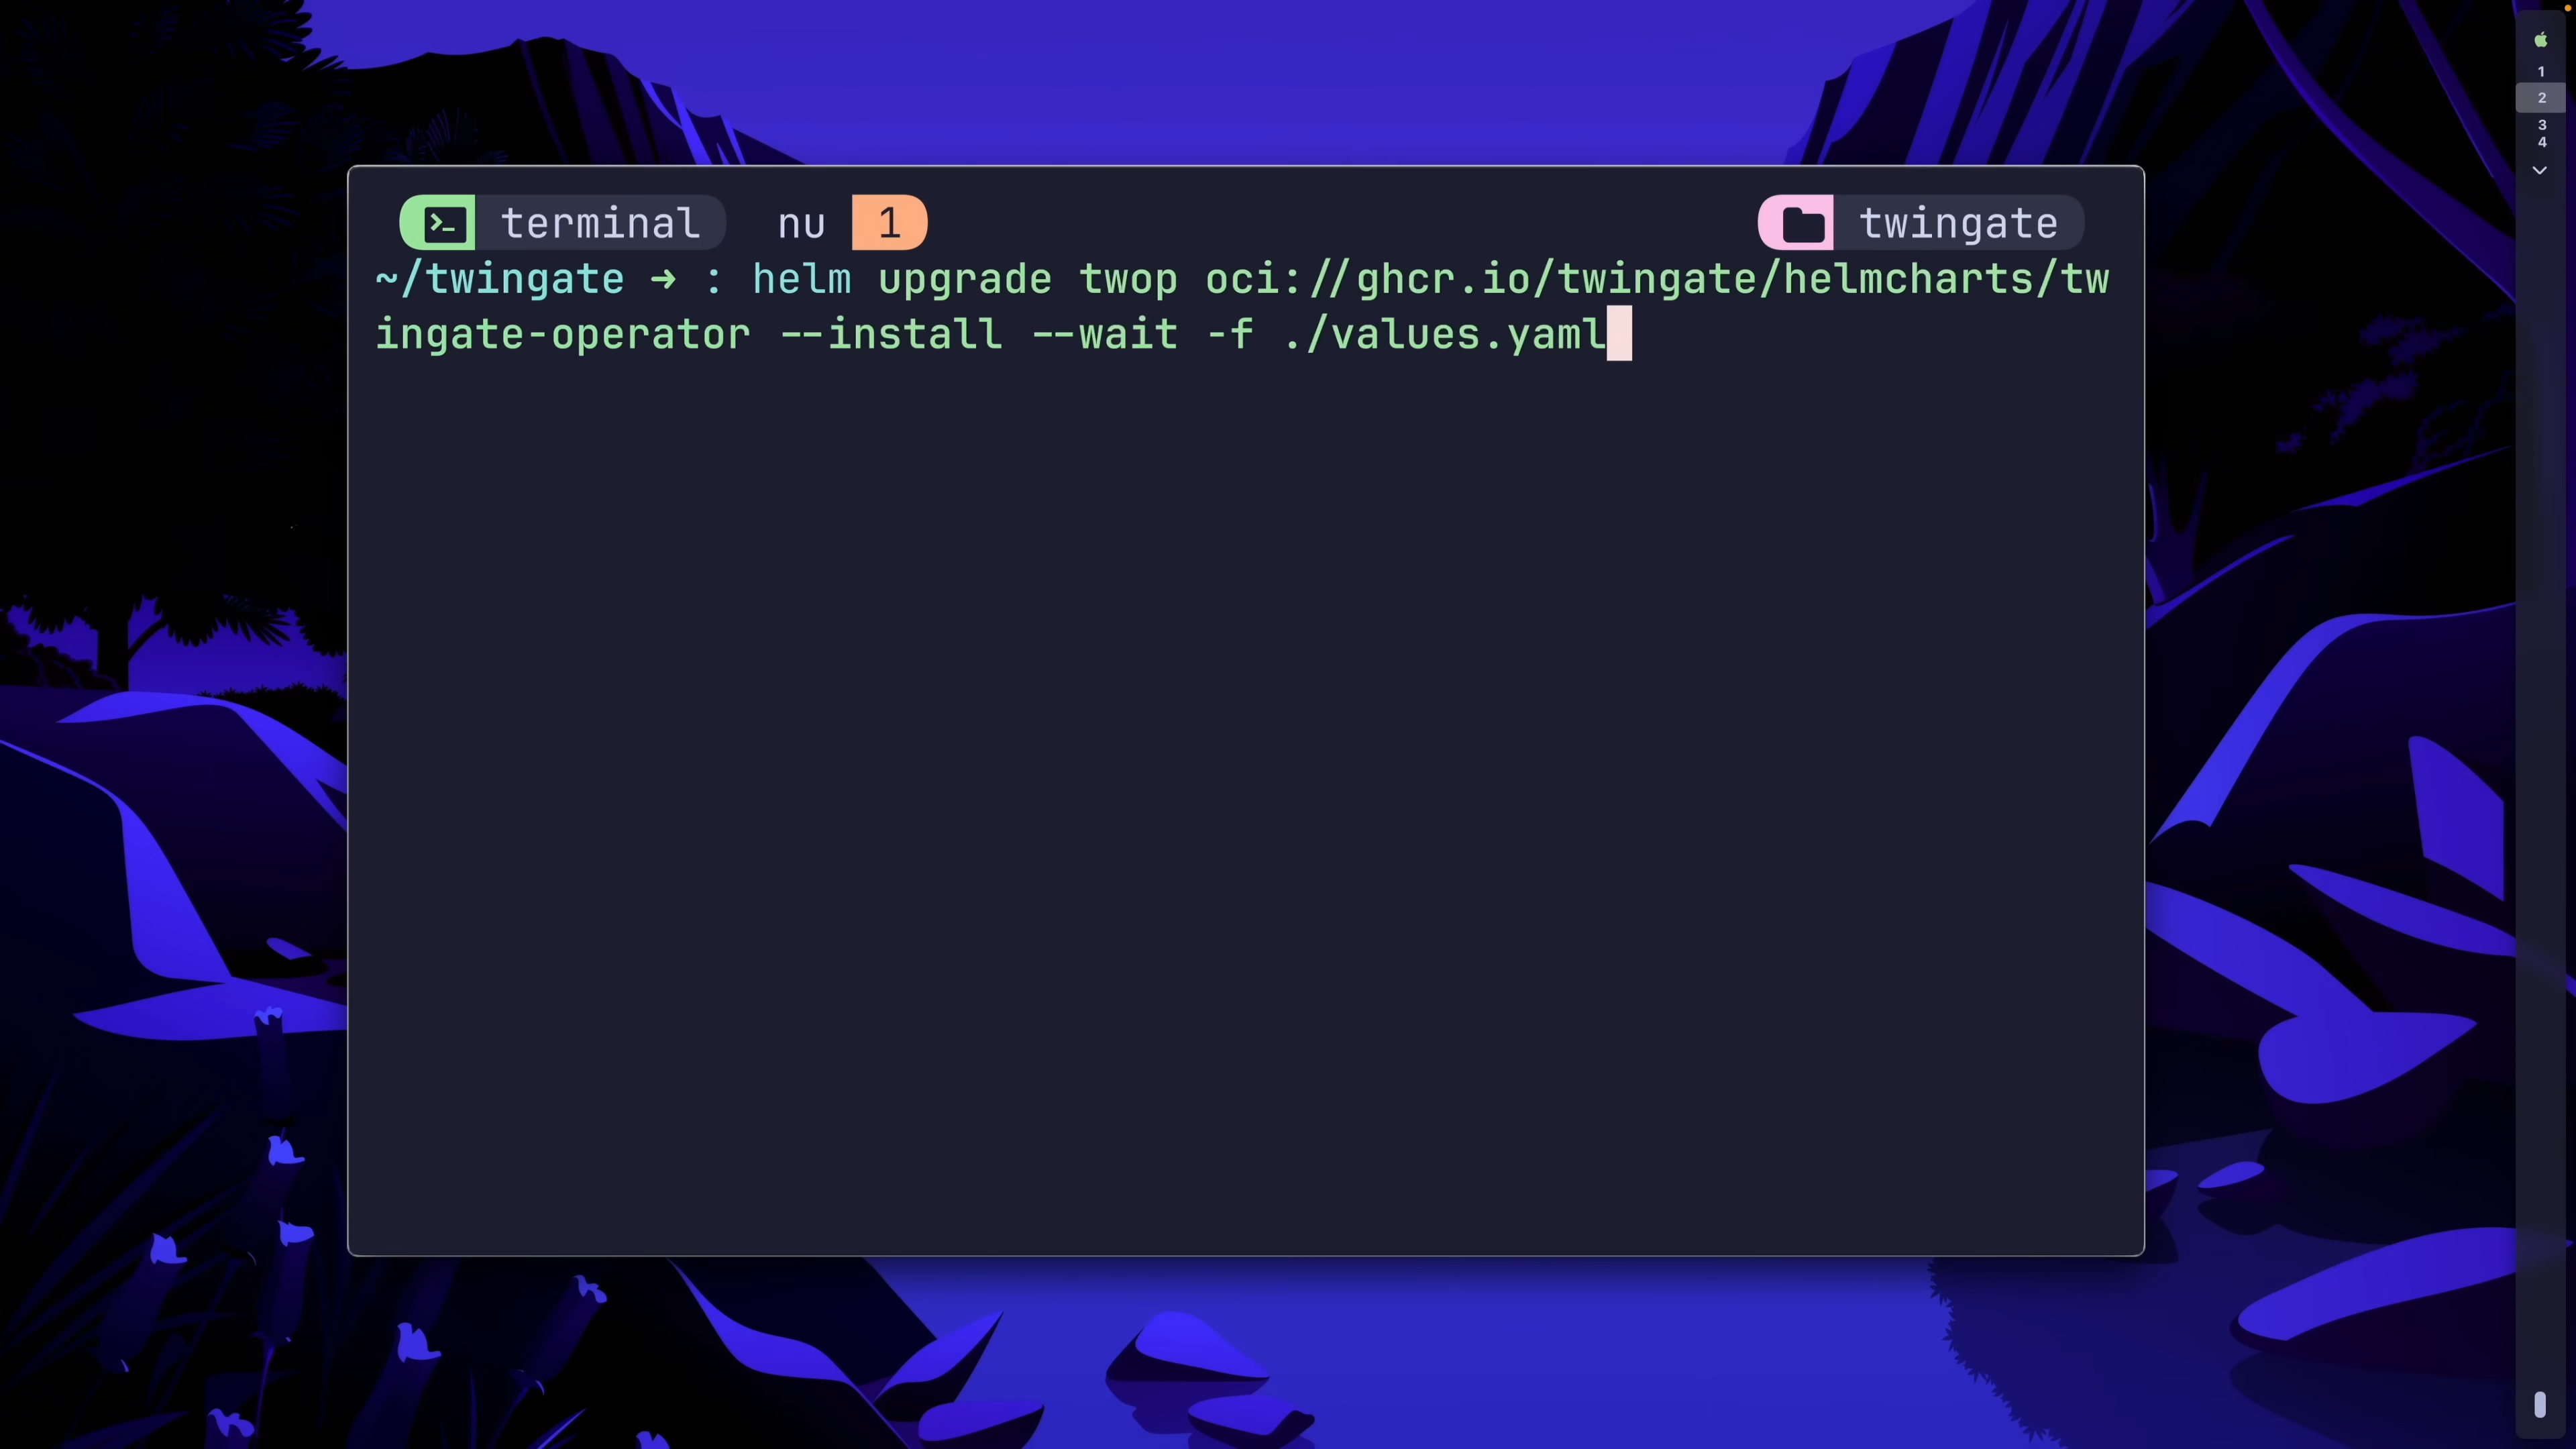 terminal nu 1 twingate
~/twingate ➜ : helm upgrade twop oci://ghcr.io/twingate/helmcharts/tw
ingate-operator --install --wait -f ./values.yaml
1
2
3
4